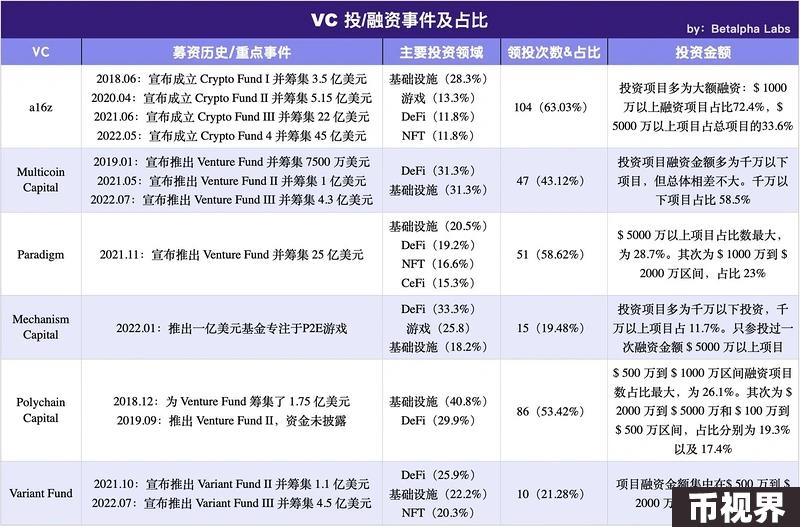 VC 投/融资事件及占比
by：Betalpha Labs
VC
募资历史/重点事件
主要投资领域
领投次数&占比
投资金额
a16z
2018.06：宣布成立 Crypto Fund I 并筹集 3.5 亿美元
2020.04：宣布成立 Crypto Fund II 并筹集 5.15 亿美元
2021.06：宣布成立 Crypto Fund III 并筹集 22 亿美元
2022.05：宣布成立 Crypto Fund 4 并筹集 45 亿美元
基础设施（28.3%）
游戏（13.3%）
DeFi（11.8%）
NFT（11.8%）
104（63.03%）
投资项目多为大额融资：$ 1000
万以上融资项目占比72.4%，$
5000 万以上项目占总项目的33.6%
Multicoin
Capital
2019.01：宣布推出 Venture Fund 并筹集 7500 万美元
2021.05：宣布推出 Venture Fund II 并筹集 1 亿美元
2022.07：宣布推出 Venture Fund III 并筹集 4.3 亿美元
DeFi（31.3%）
基础设施（31.3%）
47（43.12%）
投资项目融资金额多为千万以下
项目，但总体相差不大。千万以
下项目占比 58.5%
Paradigm
2021.11：宣布推出 Venture Fund 并筹集 25 亿美元
基础设施（20.5%）
DeFi（19.2%）
NFT（16.6%）
CeFi（15.3%）
51（58.62%）
$ 5000 万以上项目占比数最大，
为 28.7%。其次为 $ 1000 万到 $
2000 万区间，占比 23%
Mechanism
Capital
2022.01：推出一亿美元基金专注于P2E游戏
DeFi（33.3%）
游戏（25.8）
基础设施（18.2%）
15（19.48%）
投资项目多为千万以下投资，千
万以上项目占 11.7%。只参投过一
次融资金额 $ 5000 万以上项目
Polychain
Capital
2018.12：为 Venture Fund 筹集了 1.75 亿美元
2019.09：推出 Venture Fund II，资金未披露
基础设施（40.8%）
DeFi（29.9%）
86（53.42%）
$ 500 万到 $ 1000 万区间融资项目
数占比最大，为 26.1%。其次为 $
2000 万到 $ 5000 万和 $ 100 万到
$ 500 万区间，占比分别为 19.3%
以及 17.4%
Variant Fund
2021.10：宣布推出 Variant Fund II 并筹集 1.1 亿美元
2022.07：宣布推出 Variant Fund III 并筹集 4.5 亿美元
DeFi（25.9%）
基础设施（22.2%）
NFT（20.3%）
10（21.28%）
项目融资金额集中在$ 500 万到 $
2000 万
币视界